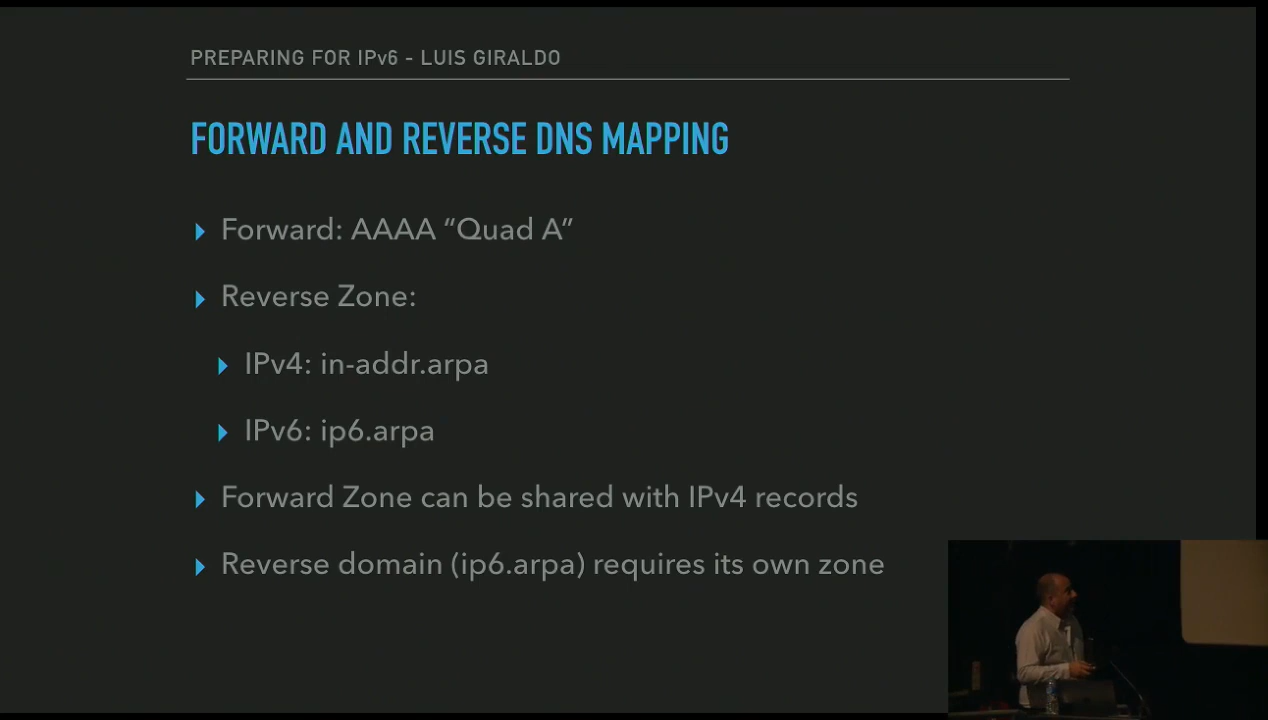 PREPARING FOR IPv6 - LUIS GIRALDO
FORWARD AND REVERSE DNS MAPPING
Forward: AAAA “Quad A”
Reverse Zone:
IPv4: in-addr.arpa
IPv6: ip6.arpa
Forward Zone can be shared with IPv4 records
Reverse domain (ip6.arpa) requires its own zone